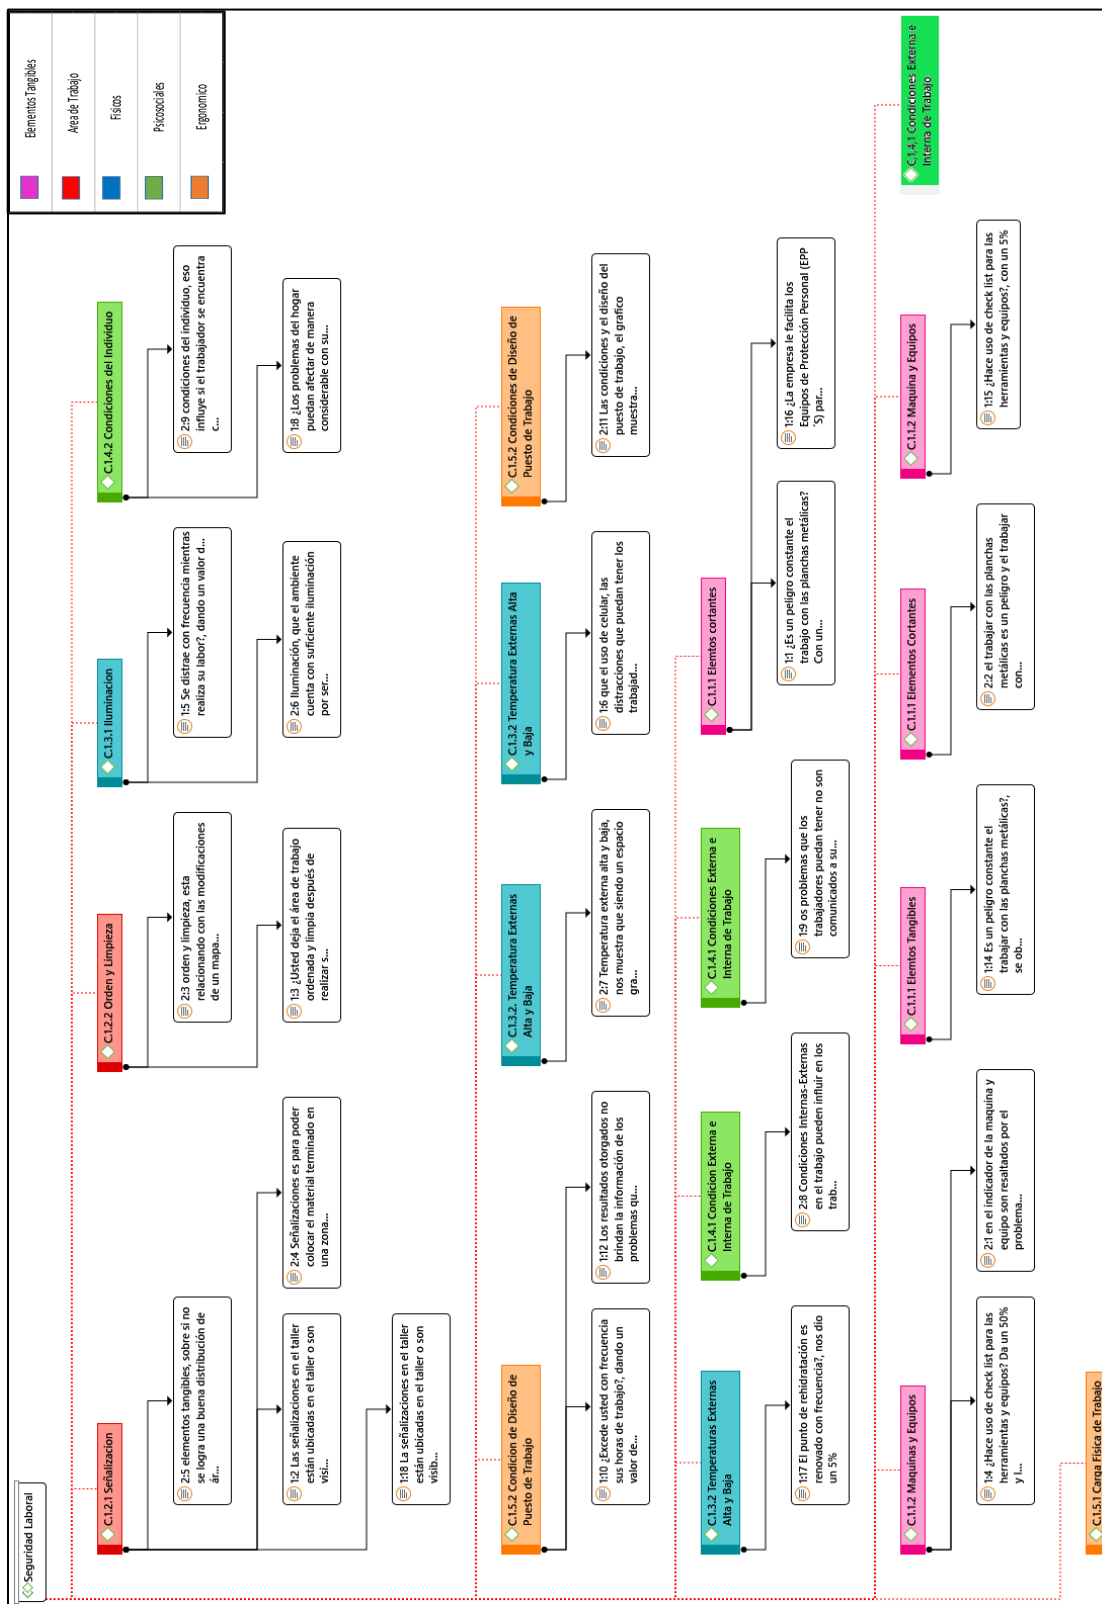 Elementos Tangibles
Area de Trabajo
Fisicos
Psicosociales
Ergonomico
Seguridad Laboral
C.1.2.1 Señalizacion
2:5 elementos tangibles, sobre si no
se logra una buena distribución de
ár...
1:2 Las señalizaciones en el taller
están ubicadas en el taller o son
visi...
2:4 Señalizaciones es para poder
colocar el material terminado en
una zona...
1:18 La señalizaciones en el taller
están ubicadas en el taller o son
visib...
C.1.2.2 Orden y Limpieza
2:3 orden y limpieza, esta
relacionando con las modificaciones
de un mapa...
1:3 ¿Usted deja el área de trabajo
ordenada y limpia después de
realizar s...
C.1.3.1 Iluminacion
1:5 Se distrae con frecuencia mientras
realiza su labor?, dando un valor d...
2:6 Iluminación, que el ambiente
cuenta con suficiente iluminación
por ser...
C.1.4.2 Condiciones del Individuo
2:9 condiciones del individuo, eso
influye si el trabajador se encuentra
c...
1:8 ¿Los problemas del hogar
puedan afectar de manera
considerable con su...
C.1.5.2 Condicion de Diseño de
Puesto de Trabajo
1:10 ¿Excede usted con frecuencia
sus horas de trabajo?, dando un
valor de...
1:12 Los resultados otorgados no
brindan la información de los
problemas qu...
C.1.3.2. Temperatura Externas
Alta y Baja
2:7 Temperatura externa alta y baja,
nos muestra que siendo un espacio
gra...
C.1.3.2 Temperatura Externas Alta
y Baja
1:6 que el uso de celular, las
distracciones que puedan tener los
trabajad...
C.1.5.2 Condiciones de Diseño de
Puesto de Trabajo
2:11 Las condiciones y el diseño del
puesto de trabajo, el grafico
muestra...
C.1.3.2 Temperaturas Externas
Alta y Baja
1:17 El punto de rehidratación es
renovado con frecuencia?, nos dio
un 5%
C.1.4.1 Condicion Externa e
Interna de Trabajo
2:8 Condiciones Internas-Externas
en el trabajo pueden influir en los
trab...
C.1.4.1 Condiciones Externa e
Interna de Trabajo
1:9 os problemas que los
trabajadores puedan tener no son
comunicados a su...
C.1.1.1 Elemtos cortantes
1:1 ¿Es un peligro constante el
trabajo con las planchas metálicas?
Con un...
1:16 ¿La empresa le facilita los
Equipos de Protección Personal (EPP
´S) par...
C.1.1.2 Maquinas y Equipos
1:4 ¿Hace uso de check list para las
herramientas y equipos? Da un 50%
y l...
2:1 en el indicador de la maquina y
equipo son resaltados por el
problema...
C.1.1.1 Elemtos Tangibles
1:14 Es un peligro constante el
trabajar con las planchas metálicas?,
se ob...
C.1.1.1 Elementos Cortantes
2:2 el trabajar con las planchas
metálicas es un peligro y el trabajar
con...
C.1.1.2 Maquina y Equipos
1:15 ¿Hace uso de check list para las
herramientas y equipos?, con un 5%
C,1,4,1 Condiciones Externa e
Interna de Trabajo
C.1.5.1 Carga Fisica de Trabajo